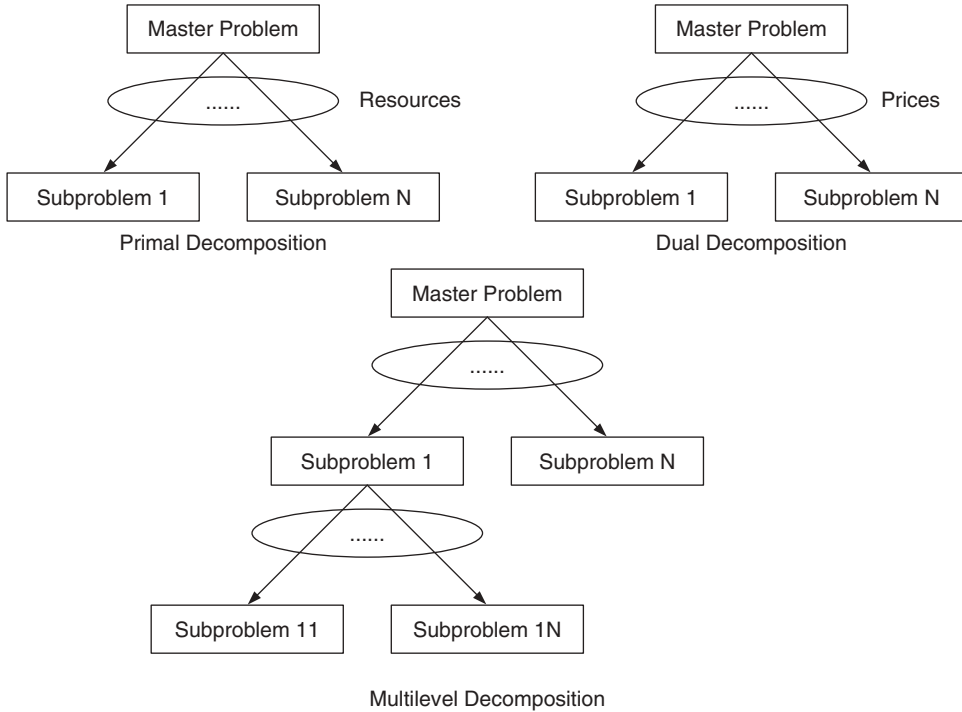 Master Problem
......
Resources
Subproblem 1
Subproblem N
Primal Decomposition
Master Problem
......
Prices
Subproblem 1
Subproblem N
Dual Decomposition
Master Problem
......
Subproblem 1
Subproblem N
......
Subproblem 11
Subproblem 1N
Multilevel Decomposition